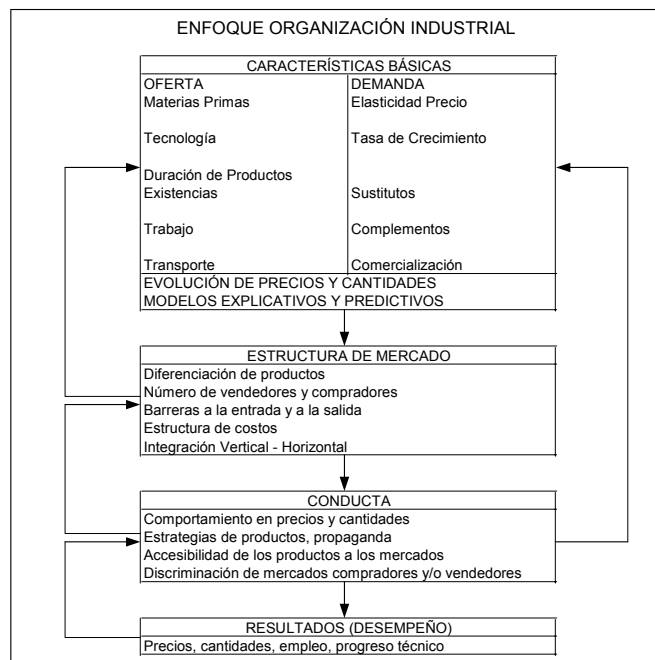 ENFOQUE ORGANIZACIÓN INDUSTRIAL
CARACTERÍSTICAS BÁSICAS
OFERTA DEMANDA
Materias Primas Elasticidad Precio
Tecnología Tasa de Crecimiento
Duración de Productos
Existencias Sustitutos
Trabajo Complementos
Transporte Comercialización
EVOLUCIÓN DE PRECIOS Y CANTIDADES
MODELOS EXPLICATIVOS Y PREDICTIVOS
ESTRUCTURA DE MERCADO
Diferenciación de productos
Número de vendedores y compradores
Barreras a la entrada y a la salida
Estructura de costos
Integración Vertical - Horizontal
CONDUCTA
Comportamiento en precios y cantidades
Estrategias de productos, propaganda
Accesibilidad de los productos a los mercados
Discriminación de mercados compradores y/o vendedores
RESULTADOS (DESEMPEÑO)
Precios, cantidades, empleo, progreso técnico